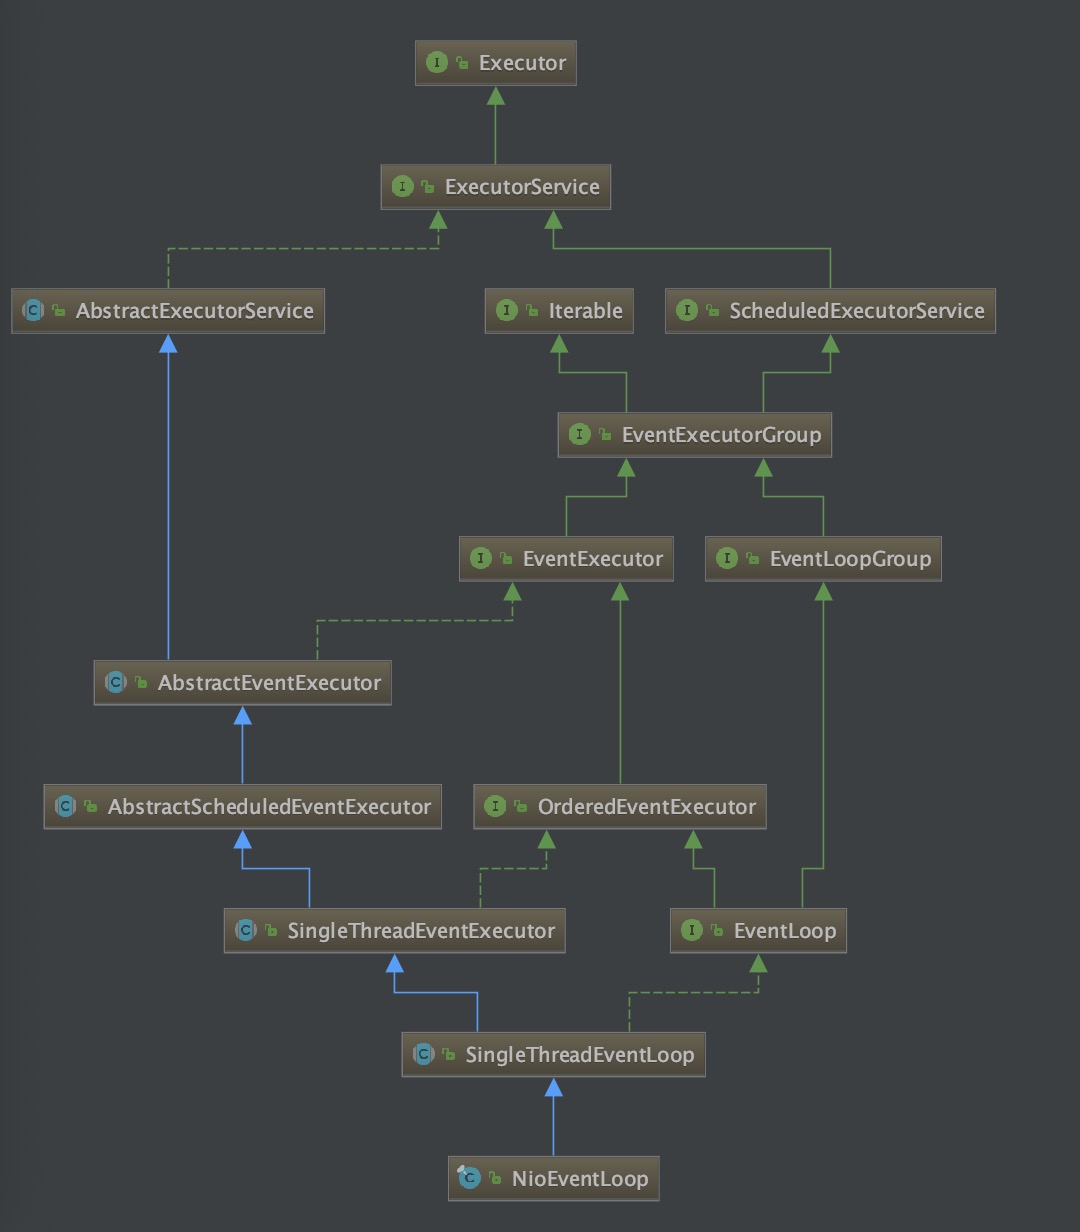 I Executor
I ExecutorService
C AbstractExecutorService
I Iterable
I ScheduledExecutorService
I EventExecutorGroup
I EventExecutor
I EventLoopGroup
C AbstractEventExecutor
C AbstractScheduledEventExecutor
I OrderedEventExecutor
C SingleThreadEventExecutor
I EventLoop
C SingleThreadEventLoop
C NioEventLoop